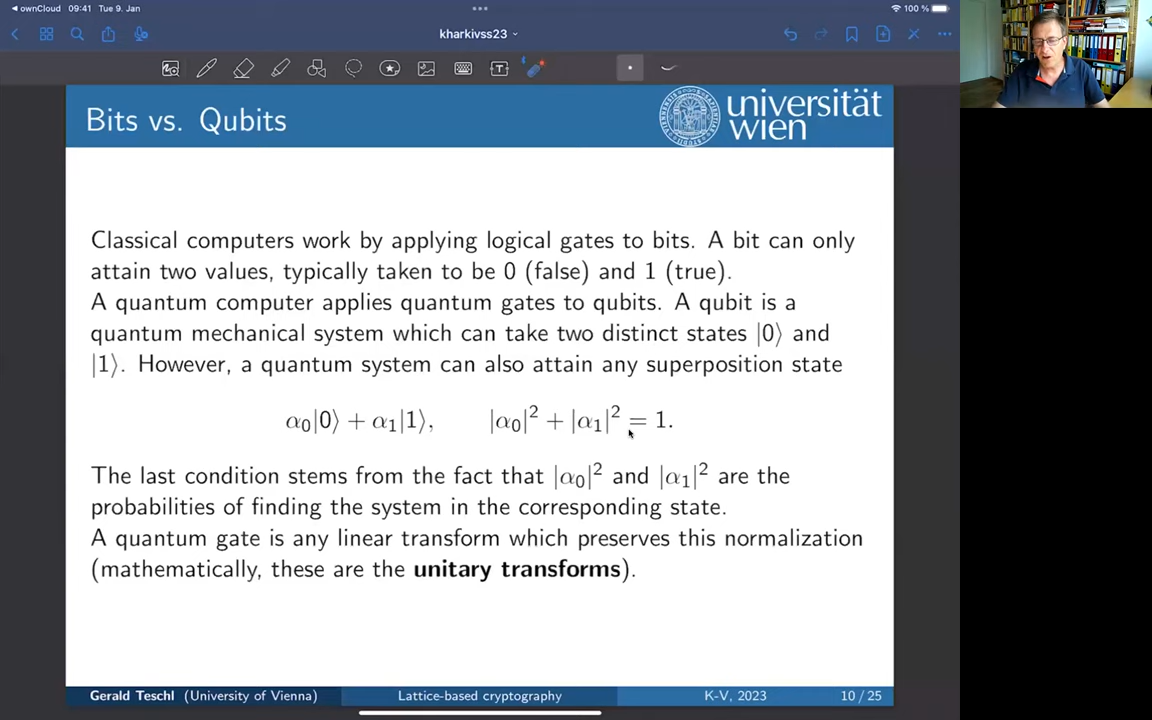 ownCloud 09:41 Tue 9. Jan 100 %
kharkivss23
Bits vs. Qubits
universität
wien
Classical computers work by applying logical gates to bits. A bit can only
attain two values, typically taken to be 0 (false) and 1 (true).
A quantum computer applies quantum gates to qubits. A qubit is a
quantum mechanical system which can take two distinct states |0⟩ and
|1⟩. However, a quantum system can also attain any superposition state
α₀|0⟩ + α₁|1⟩, |α₀|² + |α₁|² = 1.
The last condition stems from the fact that |α₀|² and |α₁|² are the
probabilities of finding the system in the corresponding state.
A quantum gate is any linear transform which preserves this normalization
(mathematically, these are the unitary transforms).
Gerald Teschl (University of Vienna) Lattice-based cryptography K-V, 2023 10 / 25